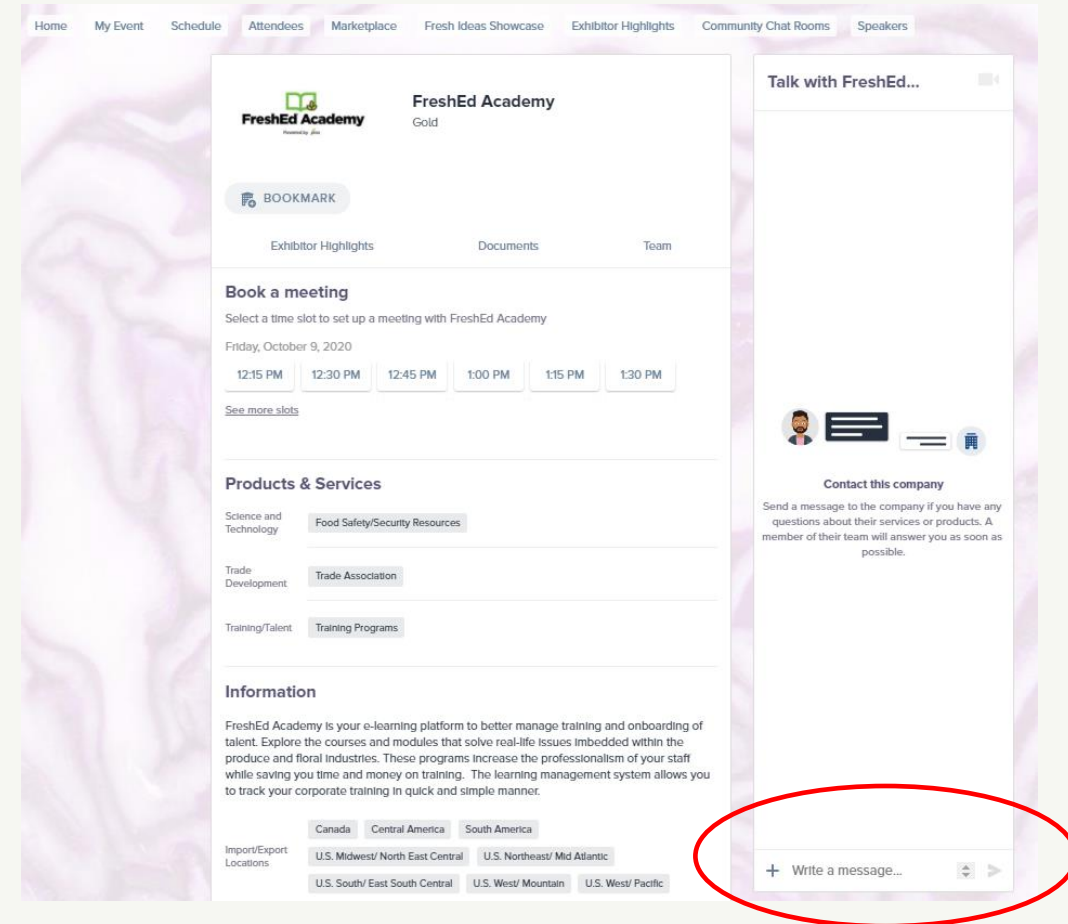 Home My Event Schedule Attendees Marketplace Fresh Ideas Showcase Exhibitor Highlights Community Chat Rooms Speakers
FreshEd Academy
Powered by
FreshEd Academy
Gold
BOOKMARK
Exhibitor Highlights Documents Team
Book a meeting
Select a time slot to set up a meeting with FreshEd Academy
Friday, October 9, 2020
12:15 PM 12:30 PM 12:45 PM 1:00 PM 1:15 PM 1:30 PM
See more slots
Products & Services
Science and
Technology
Food Safety/Security Resources
Trade
Development
Trade Association
Training/Talent Training Programs
Information
FreshEd Academy is your e-learning platform to better manage training and onboarding of
talent. Explore the courses and modules that solve real-life issues imbedded within the
produce and floral industries. These programs increase the professionalism of your staff
while saving you time and money on training. The learning management system allows you
to track your corporate training in quick and simple manner.
Import/Export
Locations
Canada Central America South America
U.S. Midwest/ North East Central U.S. Northeast/ Mid Atlantic
U.S. South/ East South Central U.S. West/ Mountain U.S. West/ Pacific
Talk with FreshEd...
Contact this company
Send a message to the company if you have any
questions about their services or products. A
member of their team will answer you as soon as
possible.
+ Write a message...